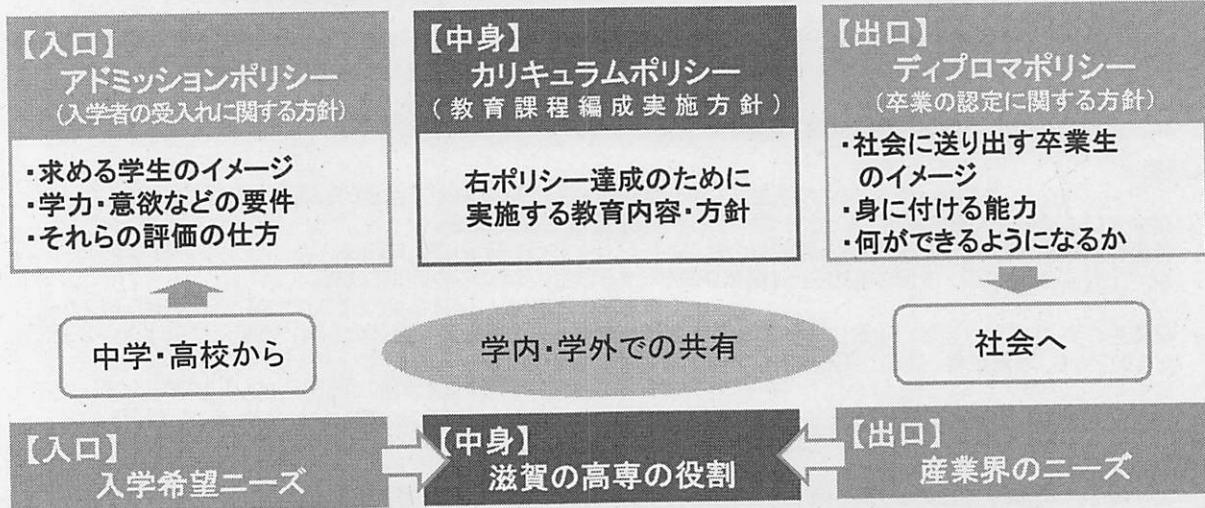 【入口】
アドミッションポリシー
(入学者の受入れに関する方針)
・求める学生のイメージ
・学力・意欲などの要件
・それらの評価の仕方
【中身】
カリキュラムポリシー
(教育課程編成実施方針)
右ポリシー達成のために
実施する教育内容・方針
【出口】
ディプロマポリシー
(卒業の認定に関する方針)
・社会に送り出す卒業生
のイメージ
・身に付ける能力
・何ができるようになるか
中学・高校から
学内・学外での共有
社会へ
【入口】
入学希望ニーズ
【中身】
滋賀の高専の役割
【出口】
産業界のニーズ